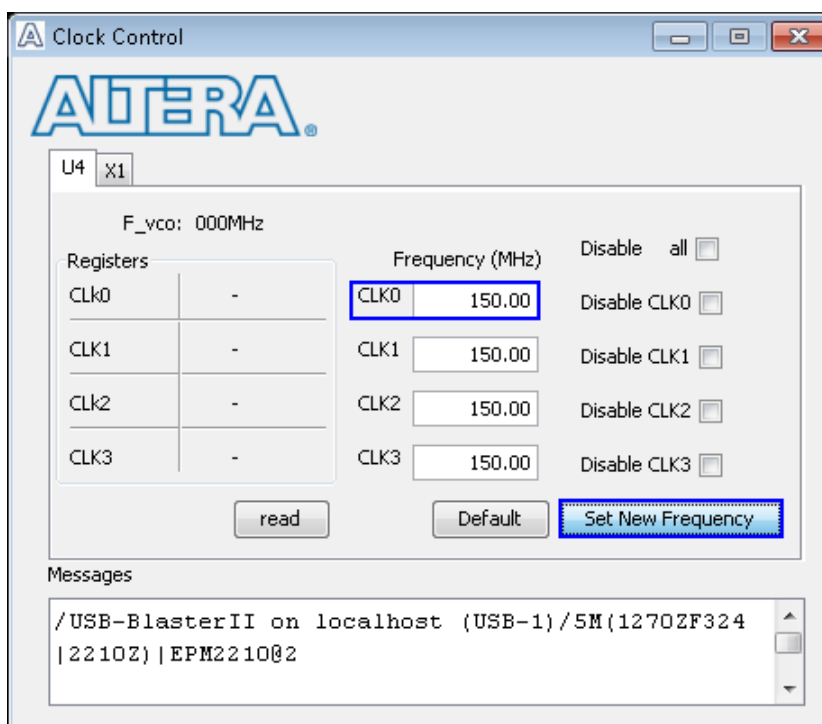 Clock Control
ALTERA®
U4 X1
F_vco: 000MHz
Registers
Frequency (MHz)
Disable all
CLk0 -
CLK0 150.00
Disable CLK0
CLK1 -
CLK1 150.00
Disable CLK1
CLk2 -
CLK2 150.00
Disable CLK2
CLK3 -
CLK3 150.00
Disable CLK3
read
Default
Set New Frequency
Messages
/USB-BlasterII on localhost (USB-1)/5M(1270ZF324
|2210Z)|EPM2210@2